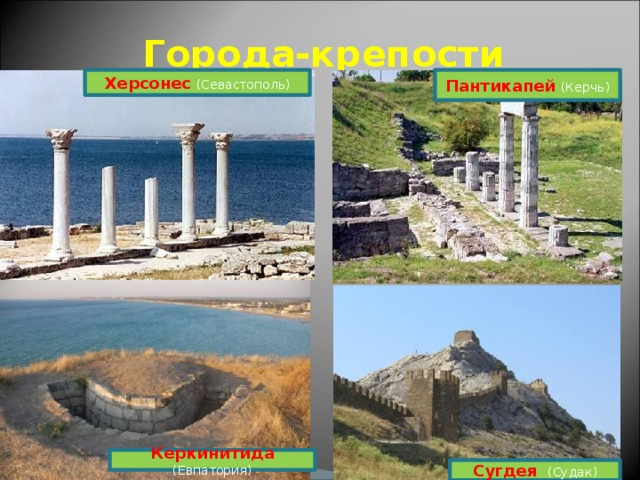 Города-крепости
Херсонес (Севастополь)
Пантикапей (Керчь)
Керкинитида
(Евпатория)
Сугдея (Судак)